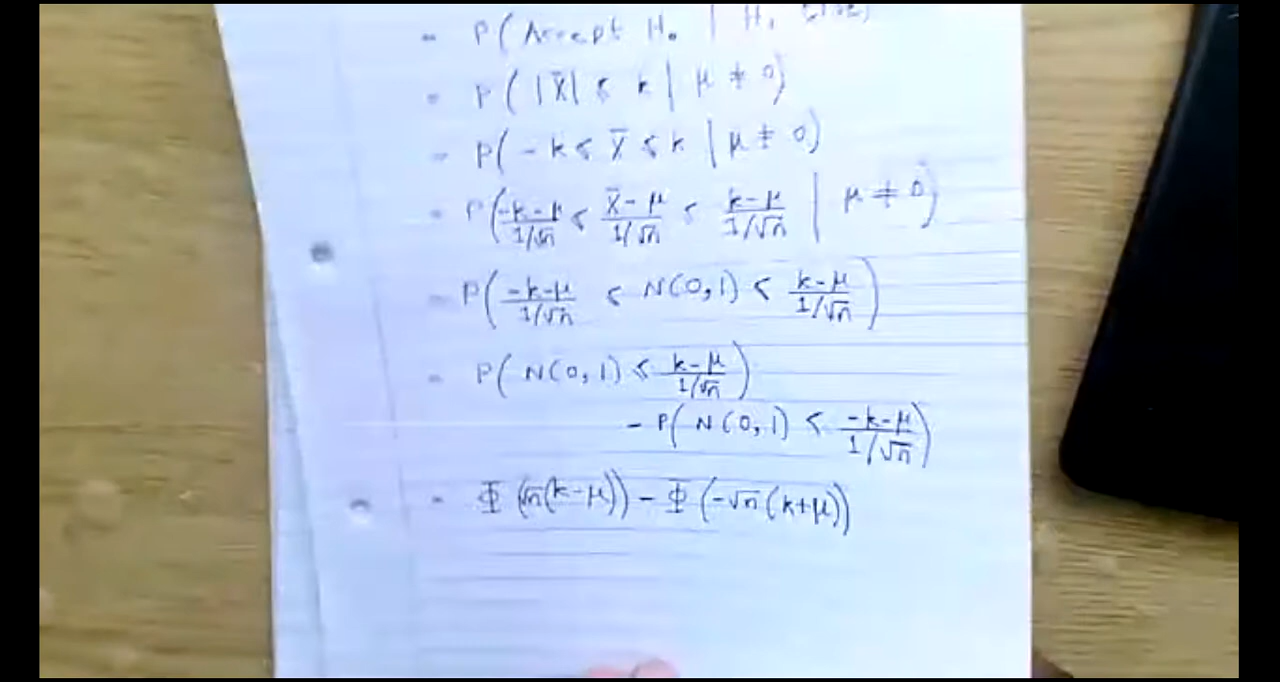 = P(Accept H₀ | H₁ true)
= P(|X̄| ≤ k | μ ≠ 0)
= P(-k ≤ X̄ ≤ k | μ ≠ 0)
= P((-k-μ)/(1/√n) ≤ (X̄-μ)/(1/√n) ≤ (k-μ)/(1/√n) | μ ≠ 0)
= P((-k-μ)/(1/√n) ≤ N(0,1) ≤ (k-μ)/(1/√n))
= P(N(0,1) ≤ (k-μ)/(1/√n))
- P(N(0,1) ≤ (-k-μ)/(1/√n))
= Φ(√n(k-μ)) - Φ(-√n(k+μ))